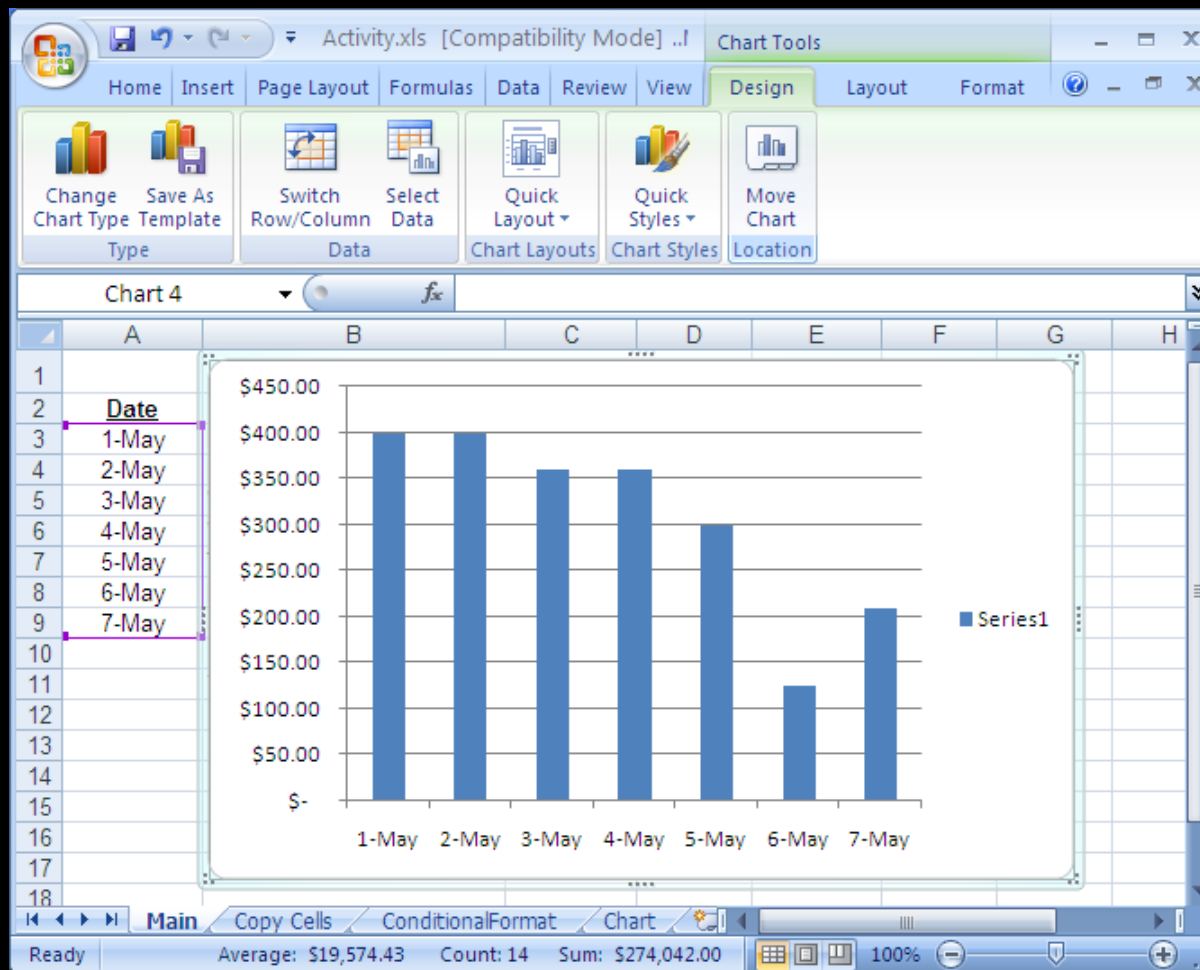 Activity.xls [Compatibility Mode] ..! Chart Tools
Home Insert Page Layout Formulas Data Review View Design Layout Format
Change Chart Type
Save As Template
Type
Switch Row/Column
Select Data
Data
Quick Layout
Chart Layouts
Quick Styles
Chart Styles
Move Chart
Location
Chart 4 fx
A B C D E F G H
1
2 Date
3 1-May
4 2-May
5 3-May
6 4-May
7 5-May
8 6-May
9 7-May
10
11
12
13
14
15
16
17
18
$450.00
$400.00
$350.00
$300.00
$250.00
$200.00
$150.00
$100.00
$50.00
$-
1-May 2-May 3-May 4-May 5-May 6-May 7-May
Series1
Main Copy Cells ConditionalFormat Chart
Ready Average: $19,574.43 Count: 14 Sum: $274,042.00 100%